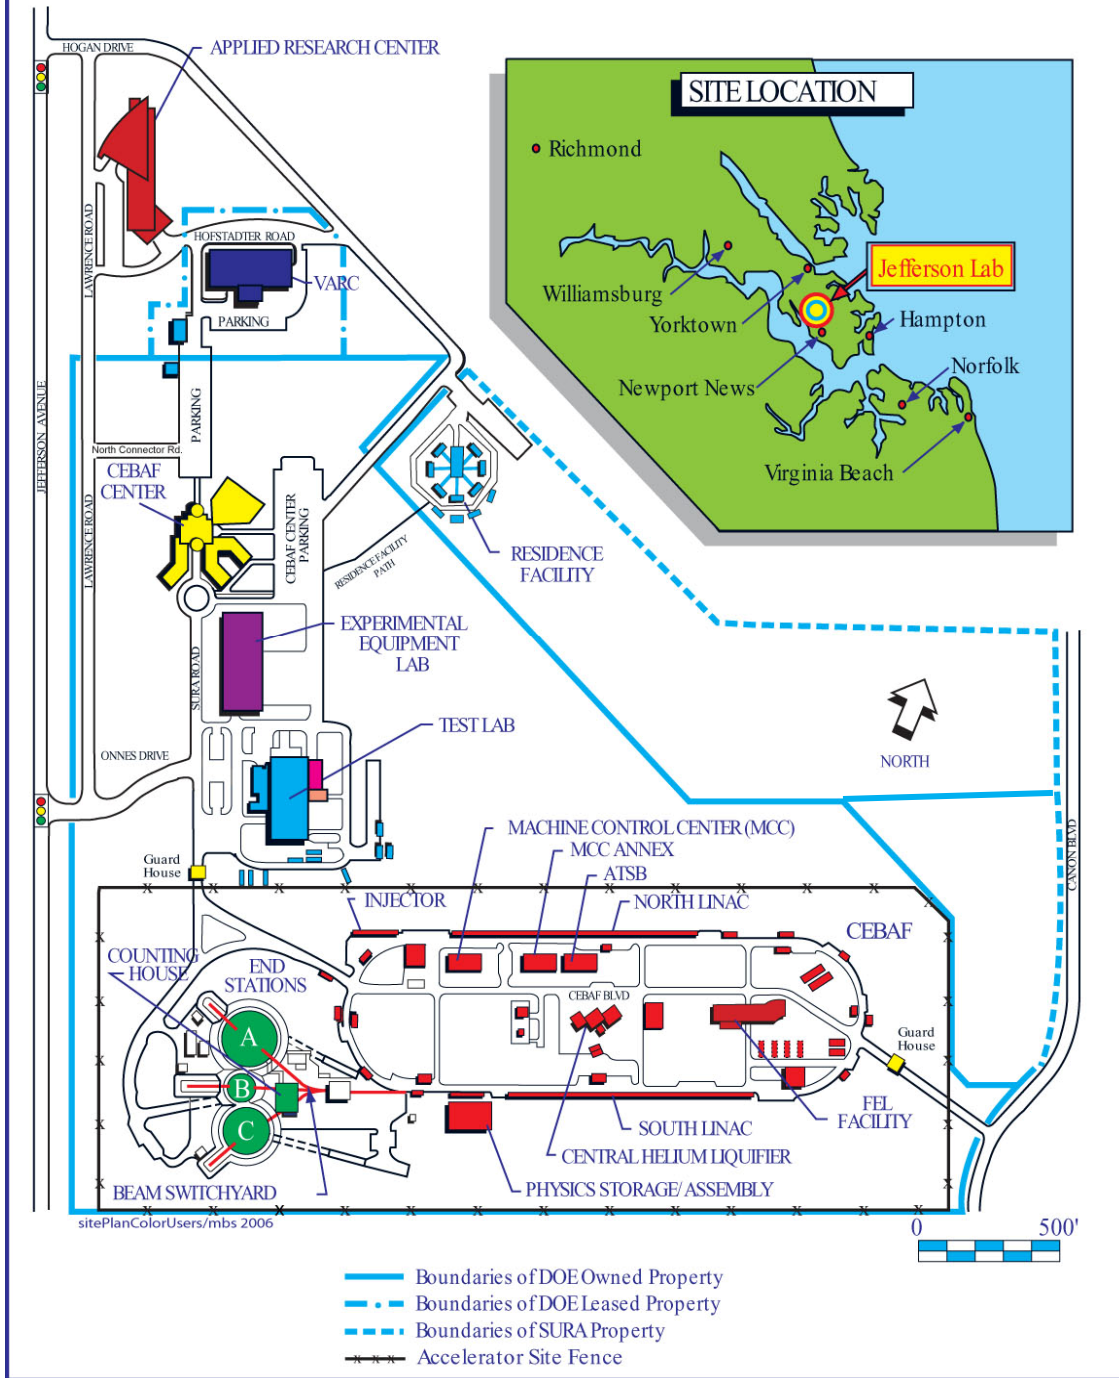 HOGAN DRIVE
APPLIED RESEARCH CENTER
SITE LOCATION
Richmond
Jefferson Lab
Williamsburg
Yorktown
Hampton
Newport News
Norfolk
Virginia Beach
LAWRENCE ROAD
HOFSTADTER ROAD
VARC
PARKING
PARKING
JEFFERSON AVENUE
North Connector Rd.
CEBAF
CENTER
LAWRENCE ROAD
CEBAF CENTER
PARKING
RESIDENCE FACILITY
PATH
RESIDENCE
FACILITY
EXPERIMENTAL
EQUIPMENT
LAB
SURA ROAD
TEST LAB
ONNES DRIVE
NORTH
CANON BLVD
Guard
House
MACHINE CONTROL CENTER (MCC)
MCC ANNEX
ATSB
INJECTOR
NORTH LINAC
CEBAF
COUNTING
HOUSE
END
STATIONS
CEBAF BLVD
A
B
C
Guard
House
FEL
FACILITY
SOUTH LINAC
CENTRAL HELIUM LIQUIFIER
PHYSICS STORAGE/ ASSEMBLY
BEAM SWITCHYARD
sitePlanColorUsers/mbs 2006
0 500'
Boundaries of DOE Owned Property
Boundaries of DOE Leased Property
Boundaries of SURA Property
Accelerator Site Fence